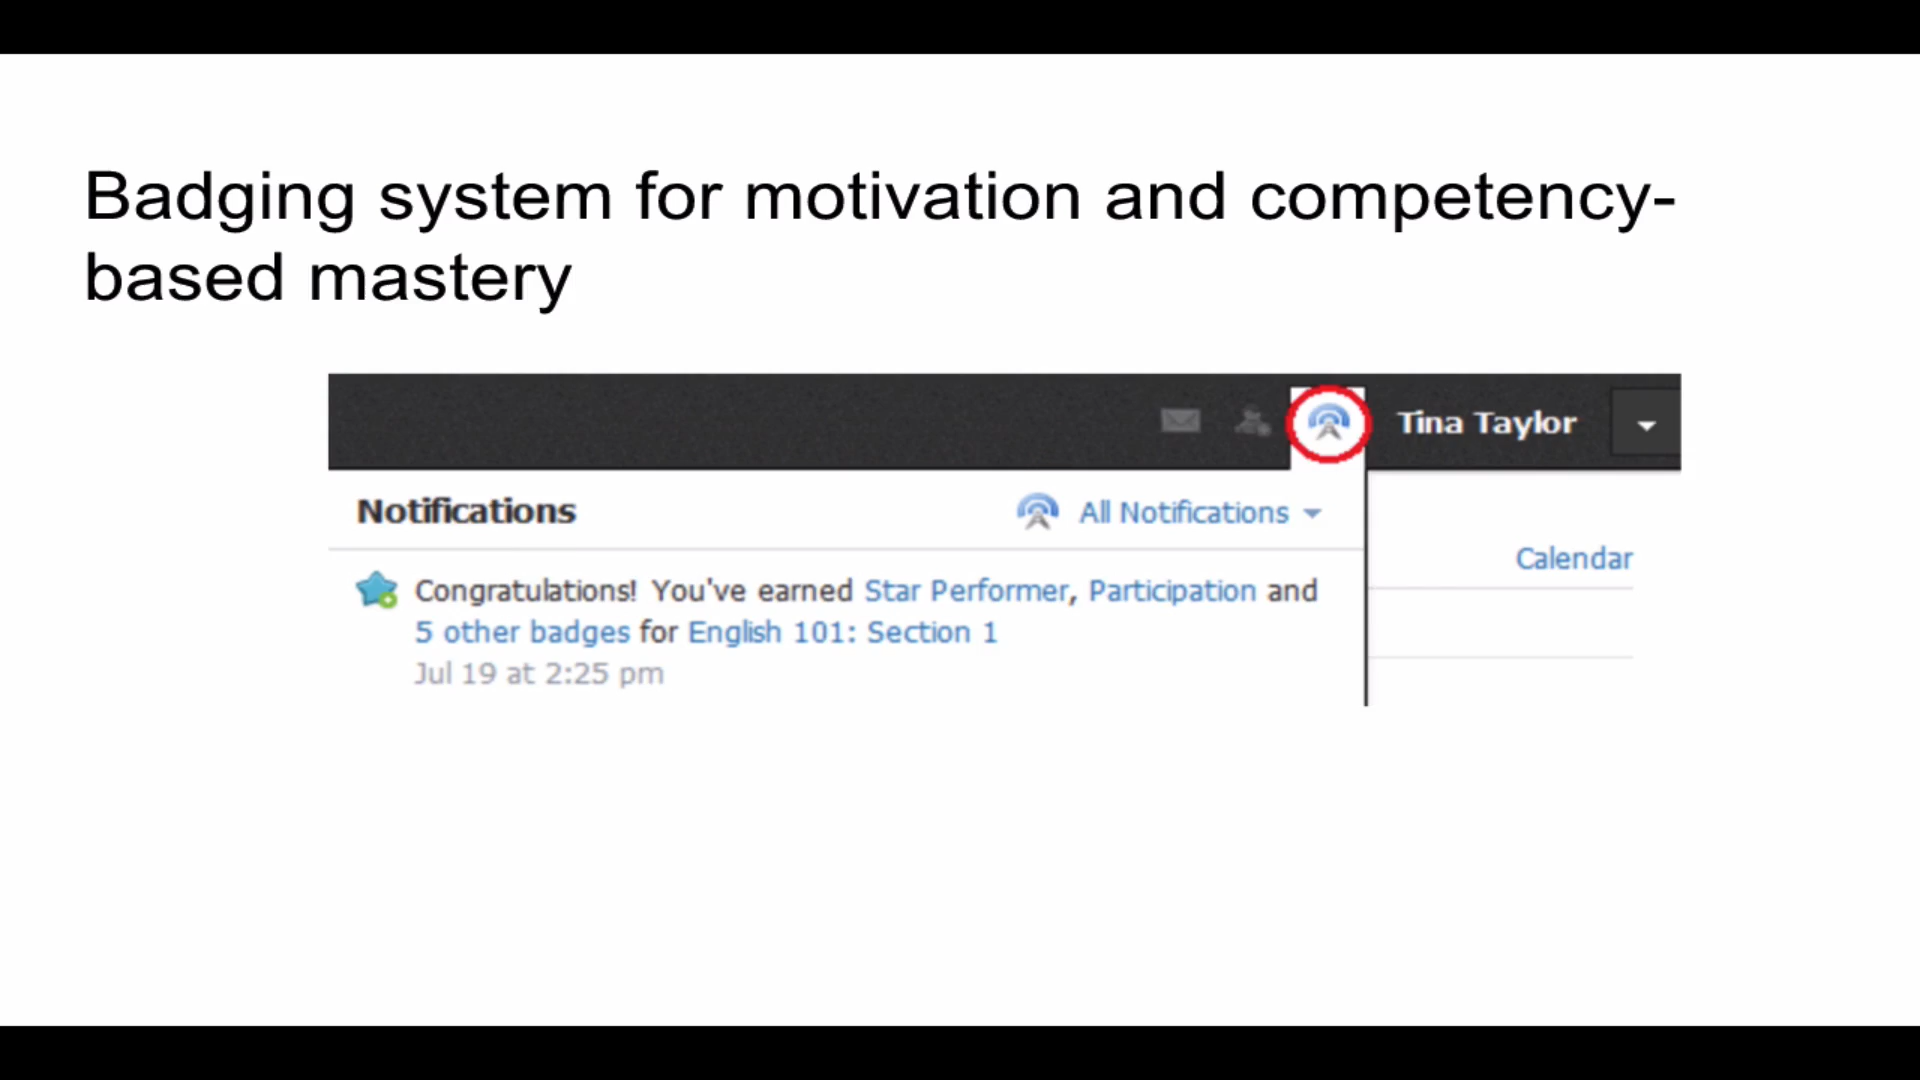 Badging system for motivation and competency-
based mastery
Tina Taylor
Notifications
All Notifications
Calendar
Congratulations! You've earned Star Performer, Participation and
5 other badges for English 101: Section 1
Jul 19 at 2:25 pm